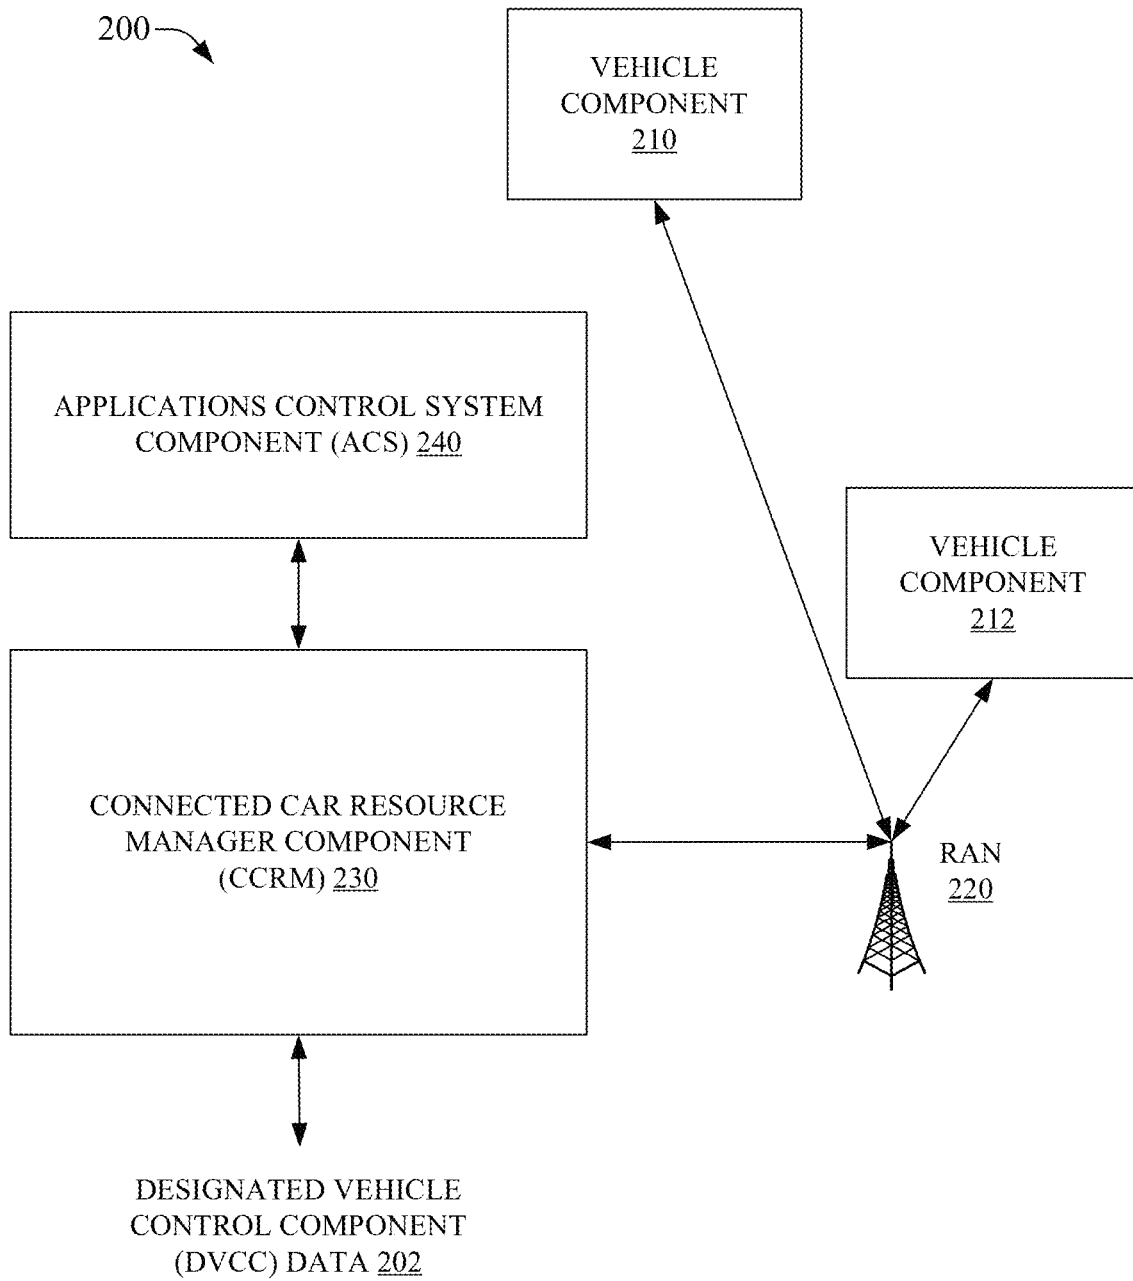 200
VEHICLE
COMPONENT
210
APPLICATIONS CONTROL SYSTEM
COMPONENT (ACS) 240
VEHICLE
COMPONENT
212
CONNECTED CAR RESOURCE
MANAGER COMPONENT
(CCRM) 230
RAN
220
DESIGNATED VEHICLE
CONTROL COMPONENT
(DVCC) DATA 202